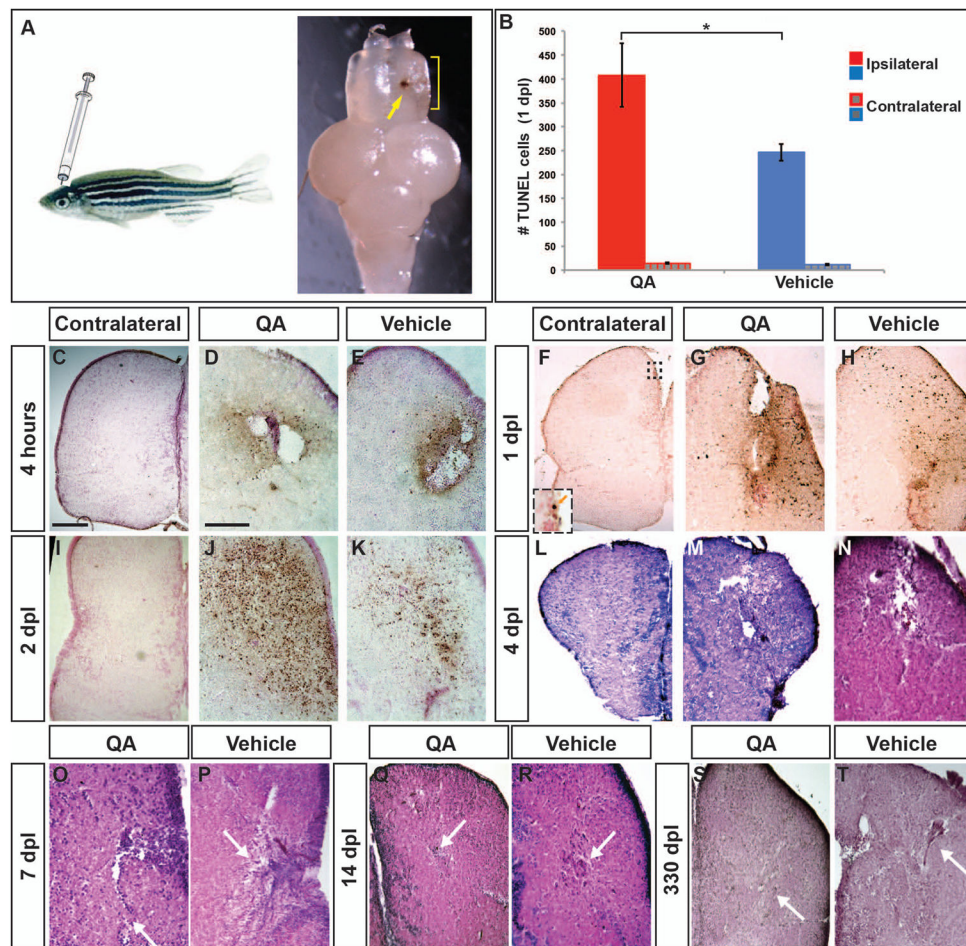 A
B
# TUNEL cells (1 dpl)
500
450
400
350
300
250
200
150
100
50
0
*
Ipsilateral
Contralateral
QA
Vehicle
Contralateral
QA
Vehicle
Contralateral
QA
Vehicle
4 hours
C
D
E
1 dpl
F
G
H
2 dpl
I
J
K
4 dpl
L
M
N
QA
Vehicle
QA
Vehicle
QA
Vehicle
7 dpl
O
P
14 dpl
Q
R
330 dpl
S
T